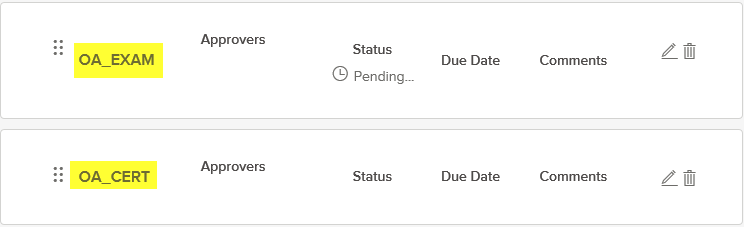 OA_EXAM
Approvers
Status
Pending...
Due Date
Comments
OA_CERT
Approvers
Status
Due Date
Comments